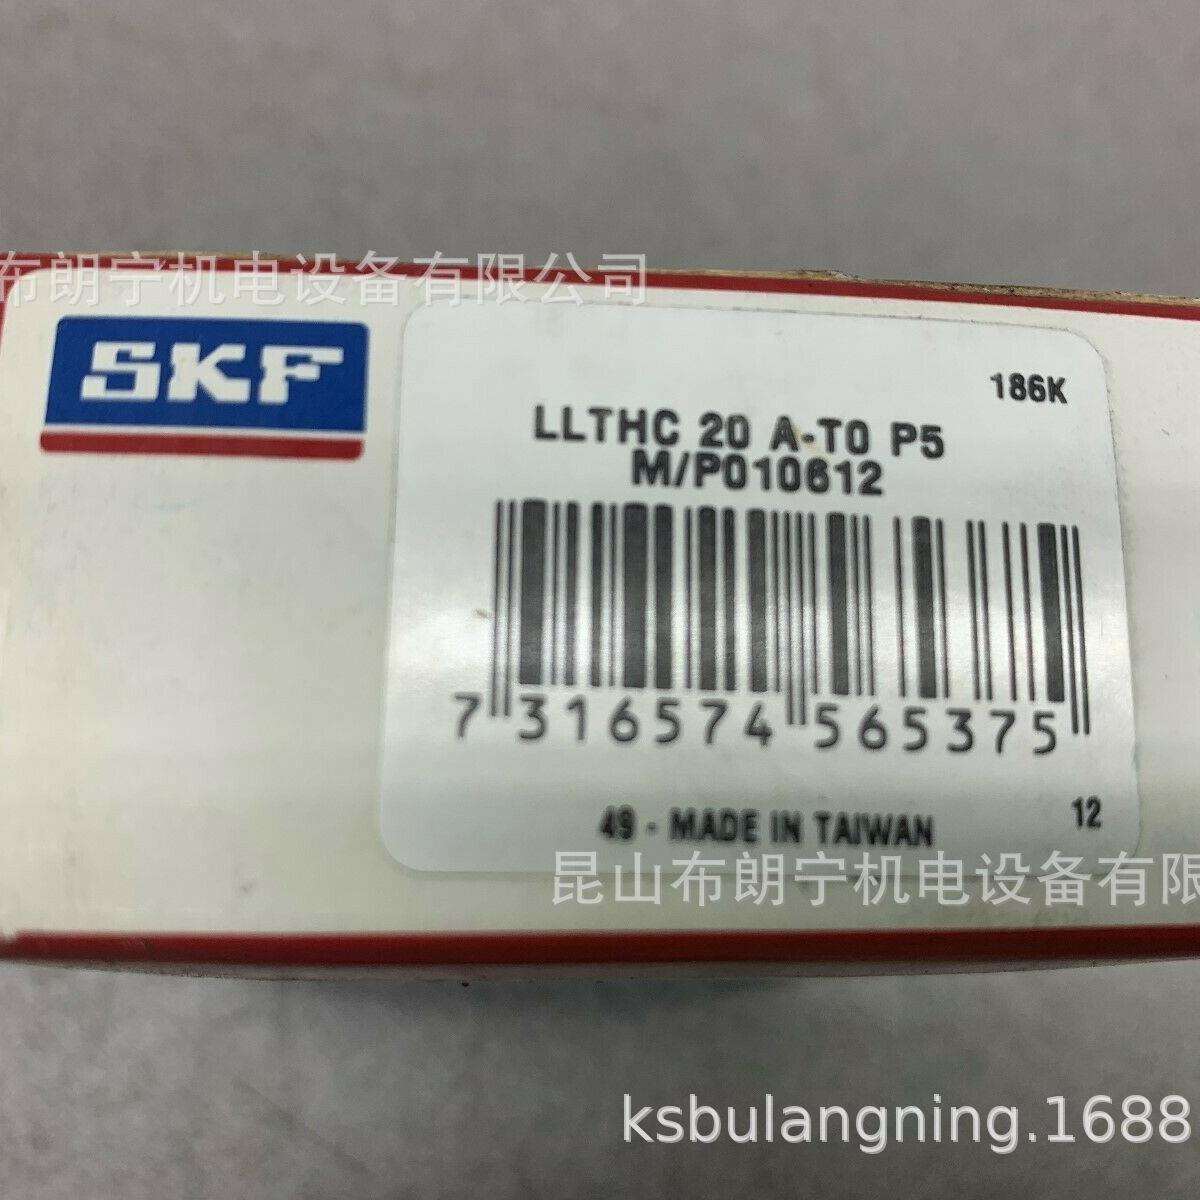 布朗宁机电设备有限公司
SKF
186K
LLTHC 20 A-T0 P5
M/P010612
7 316574 565375
49 - MADE IN TAIWAN
12
昆山布朗宁机电设备有限
ksbulangning.1688